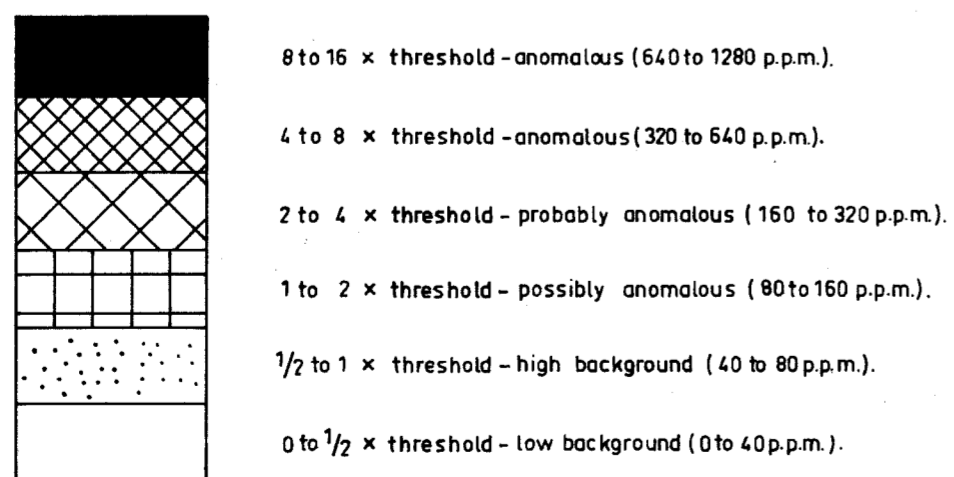 8 to 16 × threshold - anomalous (640 to 1280 p.p.m.).
4 to 8 × threshold - anomalous (320 to 640 p.p.m.).
2 to 4 × threshold - probably anomalous (160 to 320 p.p.m.).
1 to 2 × threshold - possibly anomalous (80 to 160 p.p.m.).
1/2 to 1 × threshold - high background (40 to 80 p.p.m.).
0 to 1/2 × threshold - low background (0 to 40 p.p.m.).